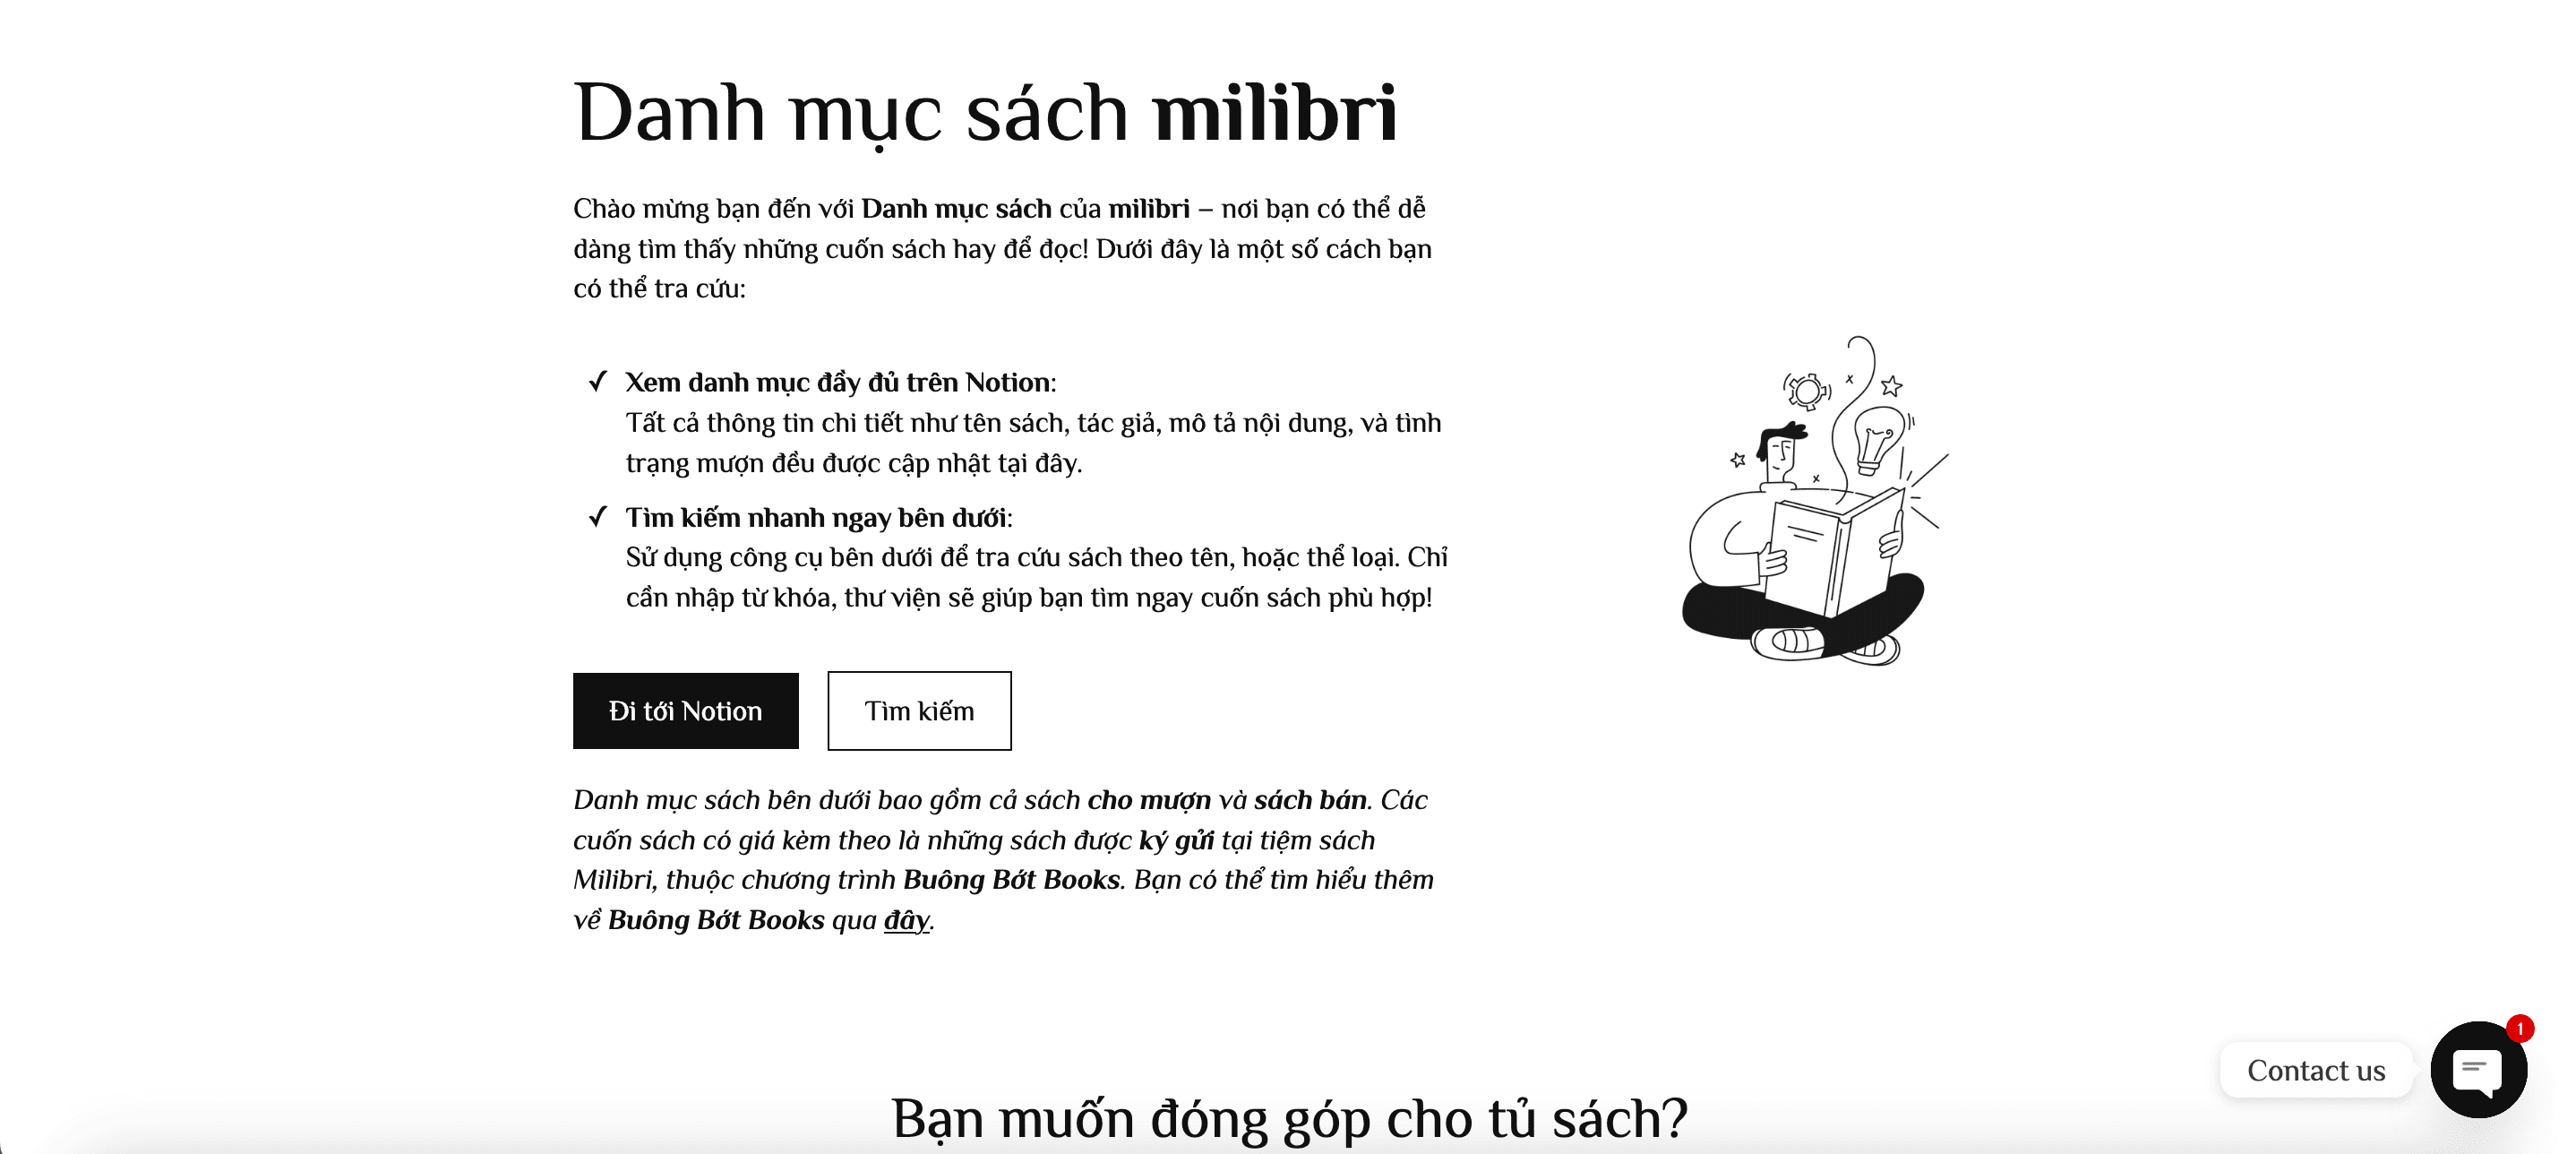 Danh mục sách milibri
Chào mừng bạn đến với Danh mục sách của milibri – nơi bạn có thể dễ
dàng tìm thấy những cuốn sách hay để đọc! Dưới đây là một số cách bạn
có thể tra cứu:
✓ Xem danh mục đầy đủ trên Notion:
Tất cả thông tin chi tiết như tên sách, tác giả, mô tả nội dung, và tình
trạng mượn đều được cập nhật tại đây.
✓ Tìm kiếm nhanh ngay bên dưới:
Sử dụng công cụ bên dưới để tra cứu sách theo tên, hoặc thể loại. Chỉ
cần nhập từ khóa, thư viện sẽ giúp bạn tìm ngay cuốn sách phù hợp!
Đi tới Notion
Tìm kiếm
Danh mục sách bên dưới bao gồm cả sách cho mượn và sách bán. Các
cuốn sách có giá kèm theo là những sách được ký gửi tại tiệm sách
Milibri, thuộc chương trình Buông Bớt Books. Bạn có thể tìm hiểu thêm
về Buông Bớt Books qua đây.
1
Contact us
Bạn muốn đóng góp cho tủ sách?